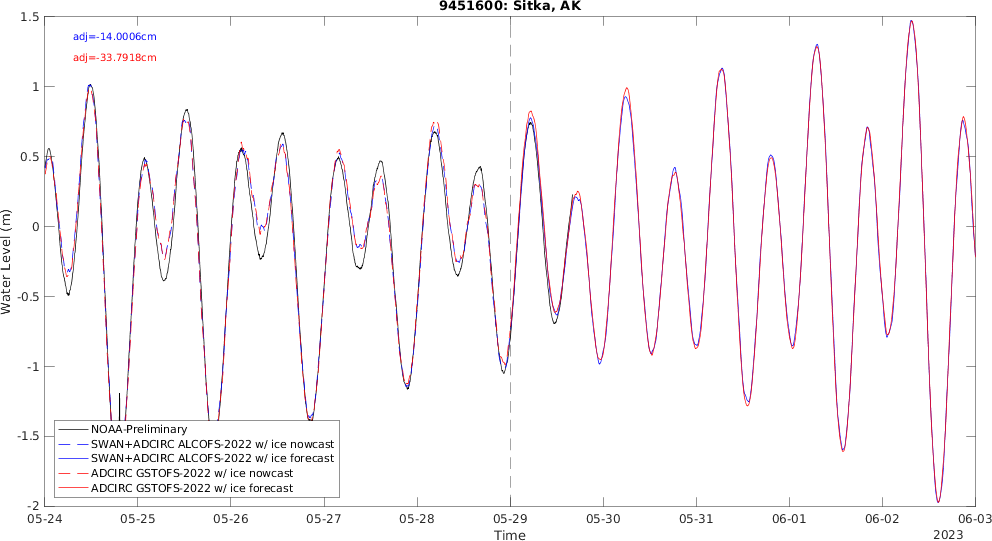 9451600: Sitka, AK
adj=-14.0006cm
adj=-33.7918cm
Water Level (m)
1.5
1
0.5
0
-0.5
-1
-1.5
-2
NOAA-Preliminary
SWAN+ADCIRC ALCOFS-2022 w/ ice nowcast
SWAN+ADCIRC ALCOFS-2022 w/ ice forecast
ADCIRC GSTOFS-2022 w/ ice nowcast
ADCIRC GSTOFS-2022 w/ ice forecast
05-24 05-25 05-26 05-27 05-28 05-29 05-30 05-31 06-01 06-02 06-03
Time
2023